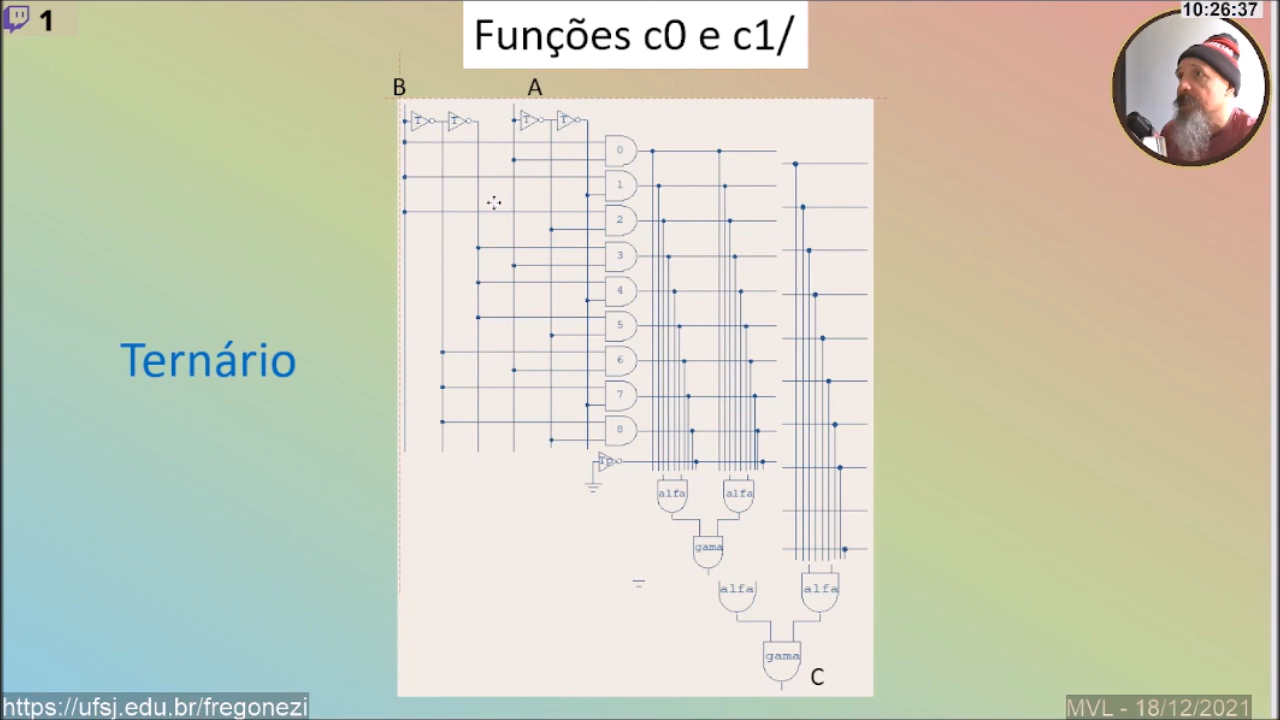 1
Funções c0 e c1/
10:26:37
B
A
T
T
T
T
0
1
2
3
4
5
6
7
8
alfa
alfa
gama
alfa
alfa
gama
C
Ternário
https://ufsj.edu.br/fregonezi
MVL - 18/12/2021